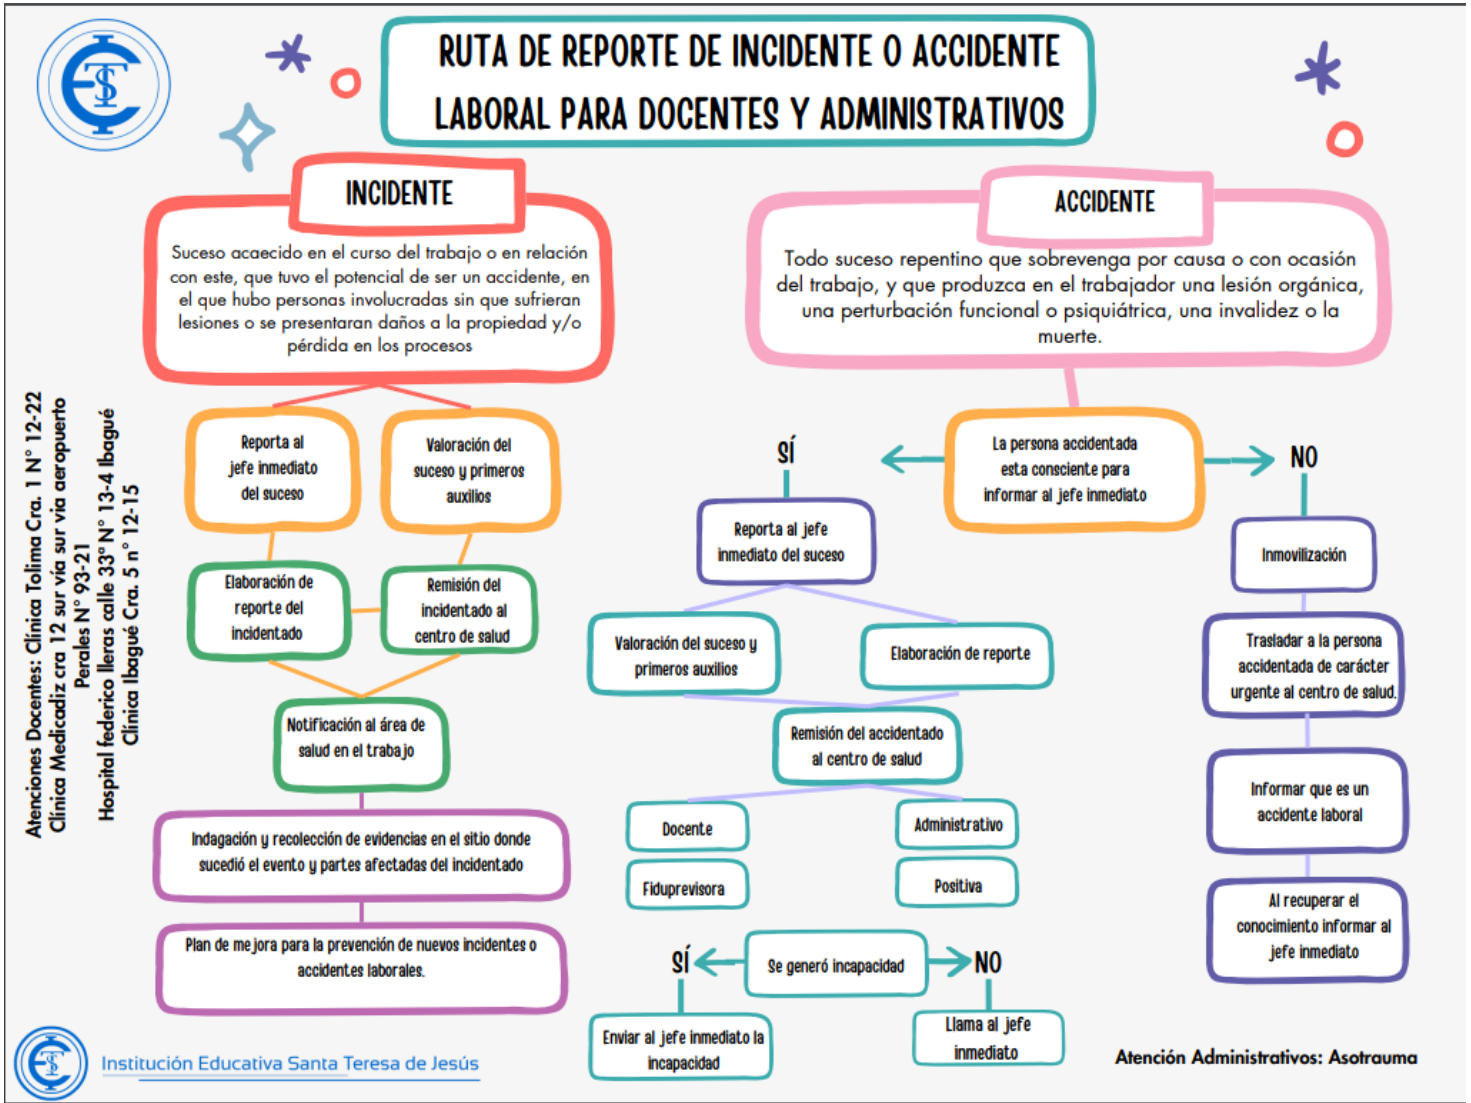 RUTA DE REPORTE DE INCIDENTE O ACCIDENTE
LABORAL PARA DOCENTES Y ADMINISTRATIVOS
INCIDENTE
Suceso acaecido en el curso del trabajo o en relación
con este, que tuvo el potencial de ser un accidente, en
el que hubo personas involucradas sin que sufrieran
lesiones o se presentaran daños a la propiedad y/o
pérdida en los procesos
Reporta al
jefe inmediato
del suceso
Valoración del
suceso y primeros
auxilios
Elaboración de
reporte del
incidentado
Remisión del
incidentado al
centro de salud
Notificación al área de
salud en el trabajo
Indagación y recolección de evidencias en el sitio donde
sucedió el evento y partes afectadas del incidentado
Plan de mejora para la prevención de nuevos incidentes o
accidentes laborales.
ACCIDENTE
Todo suceso repentino que sobrevenga por causa o con ocasión
del trabajo, y que produzca en el trabajador una lesión orgánica,
una perturbación funcional o psiquiátrica, una invalidez o la
muerte.
La persona accidentada
esta consciente para
informar al jefe inmediato
SÍ
Reporta al jefe
inmediato del suceso
Valoración del suceso y
primeros auxilios
Elaboración de reporte
Remisión del accidentado
al centro de salud
Docente
Fiduprevisora
Administrativo
Positiva
Se generó incapacidad
SÍ
Enviar al jefe inmediato la
incapacidad
NO
Llama al jefe
inmediato
NO
Inmovilización
Trasladar a la persona
accidentada de carácter
urgente al centro de salud.
Informar que es un
accidente laboral
Al recuperar el
conocimiento informar al
jefe inmediato
Atenciones Docentes: Clínica Tolima Cra. 1 N° 12-22
Clínica Medicadiz cra 12 sur vía sur vía aeropuerto
Perales N° 93-21
Hospital federico lleras calle 33ª N° 13-4 Ibagué
Clínica Ibagué Cra. 5 n° 12-15
Institución Educativa Santa Teresa de Jesús
Atención Administrativos: Asotrauma